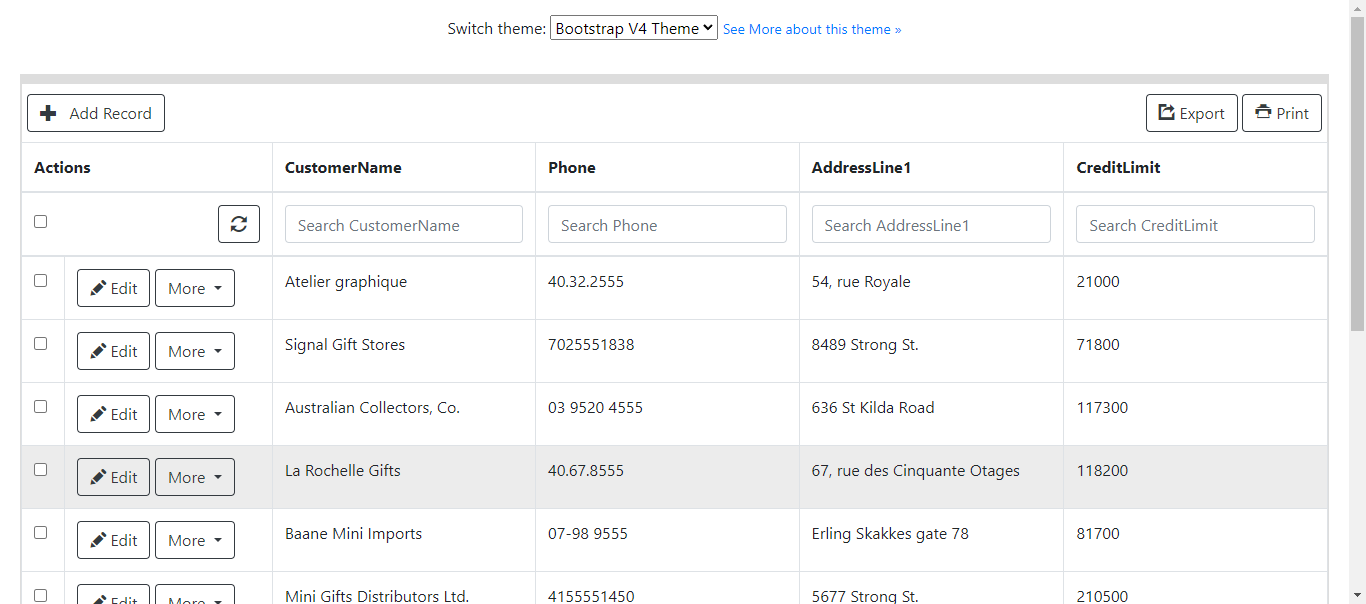 Switch theme: Bootstrap V4 Theme See More about this theme »
Add Record Export Print
Actions CustomerName Phone AddressLine1 CreditLimit
Search CustomerName Search Phone Search AddressLine1 Search CreditLimit
Edit More Atelier graphique 40.32.2555 54, rue Royale 21000
Edit More Signal Gift Stores 7025551838 8489 Strong St. 71800
Edit More Australian Collectors, Co. 03 9520 4555 636 St Kilda Road 117300
Edit More La Rochelle Gifts 40.67.8555 67, rue des Cinquante Otages 118200
Edit More Baane Mini Imports 07-98 9555 Erling Skakkes gate 78 81700
Edit More Mini Gifts Distributors Ltd. 4155551450 5677 Strong St. 210500